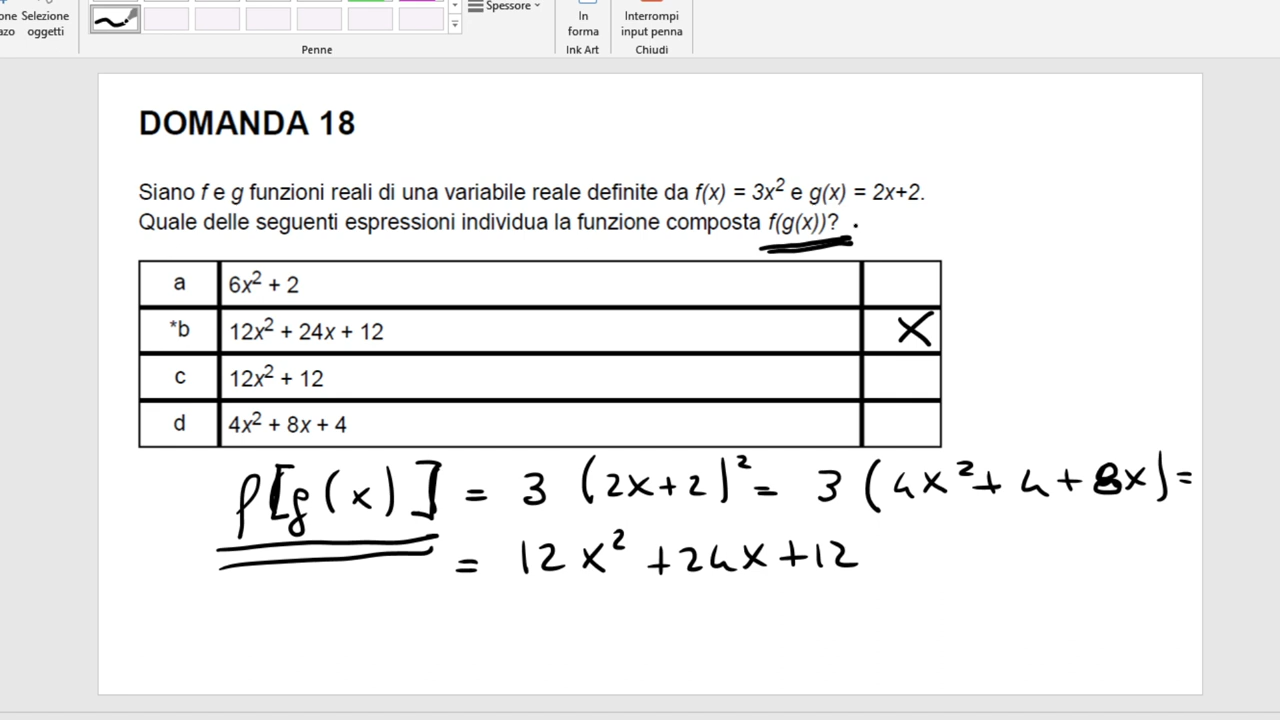 one Selezione
azo oggetti
Spessore
In
forma
Interrompi
input penna
Penne
Ink Art
Chiudi
DOMANDA 18
Siano f e g funzioni reali di una variabile reale definite da f(x) = 3x² e g(x) = 2x+2.
Quale delle seguenti espressioni individua la funzione composta f(g(x))? .
a 6x² + 2
*b 12x² + 24x + 12 X
c 12x² + 12
d 4x² + 8x + 4
f[g(x)] = 3 (2x+2)² = 3 (4x² + 4 + 8x) =
= 12x² + 24x + 12